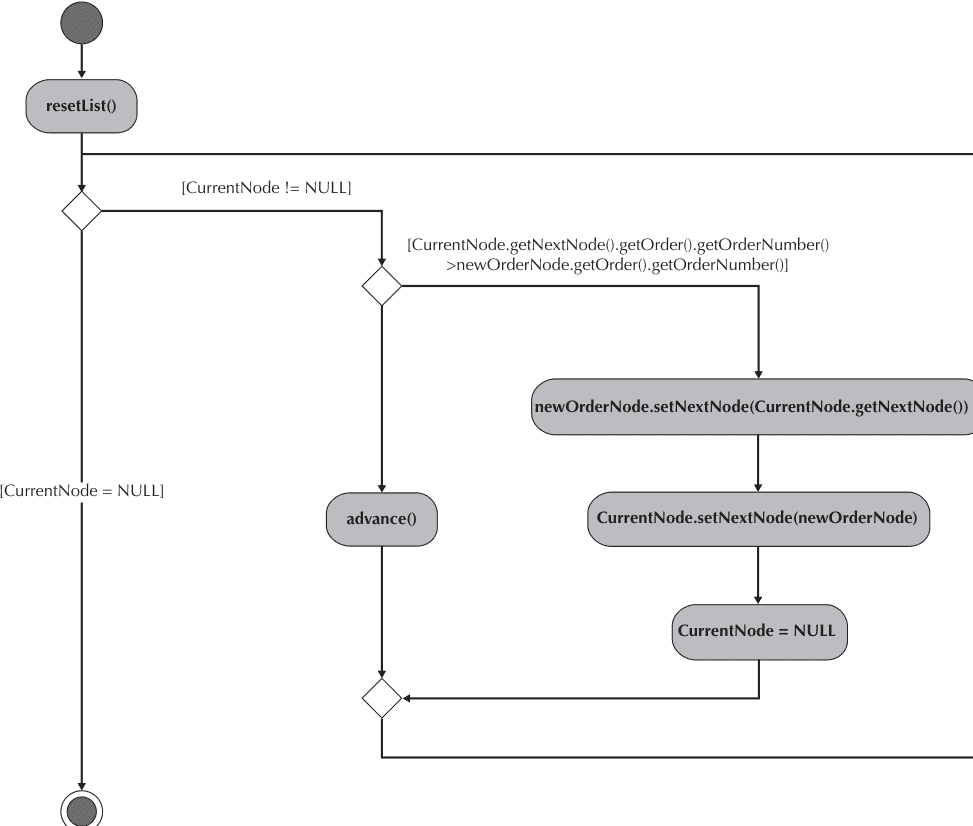 resetList()
[CurrentNode != NULL]
[CurrentNode.getNextNode().getOrder().getOrderNumber()
>newOrderNode.getOrder().getOrderNumber()]
newOrderNode.setNextNode(CurrentNode.getNextNode())
[CurrentNode = NULL]
advance()
CurrentNode.setNextNode(newOrderNode)
CurrentNode = NULL